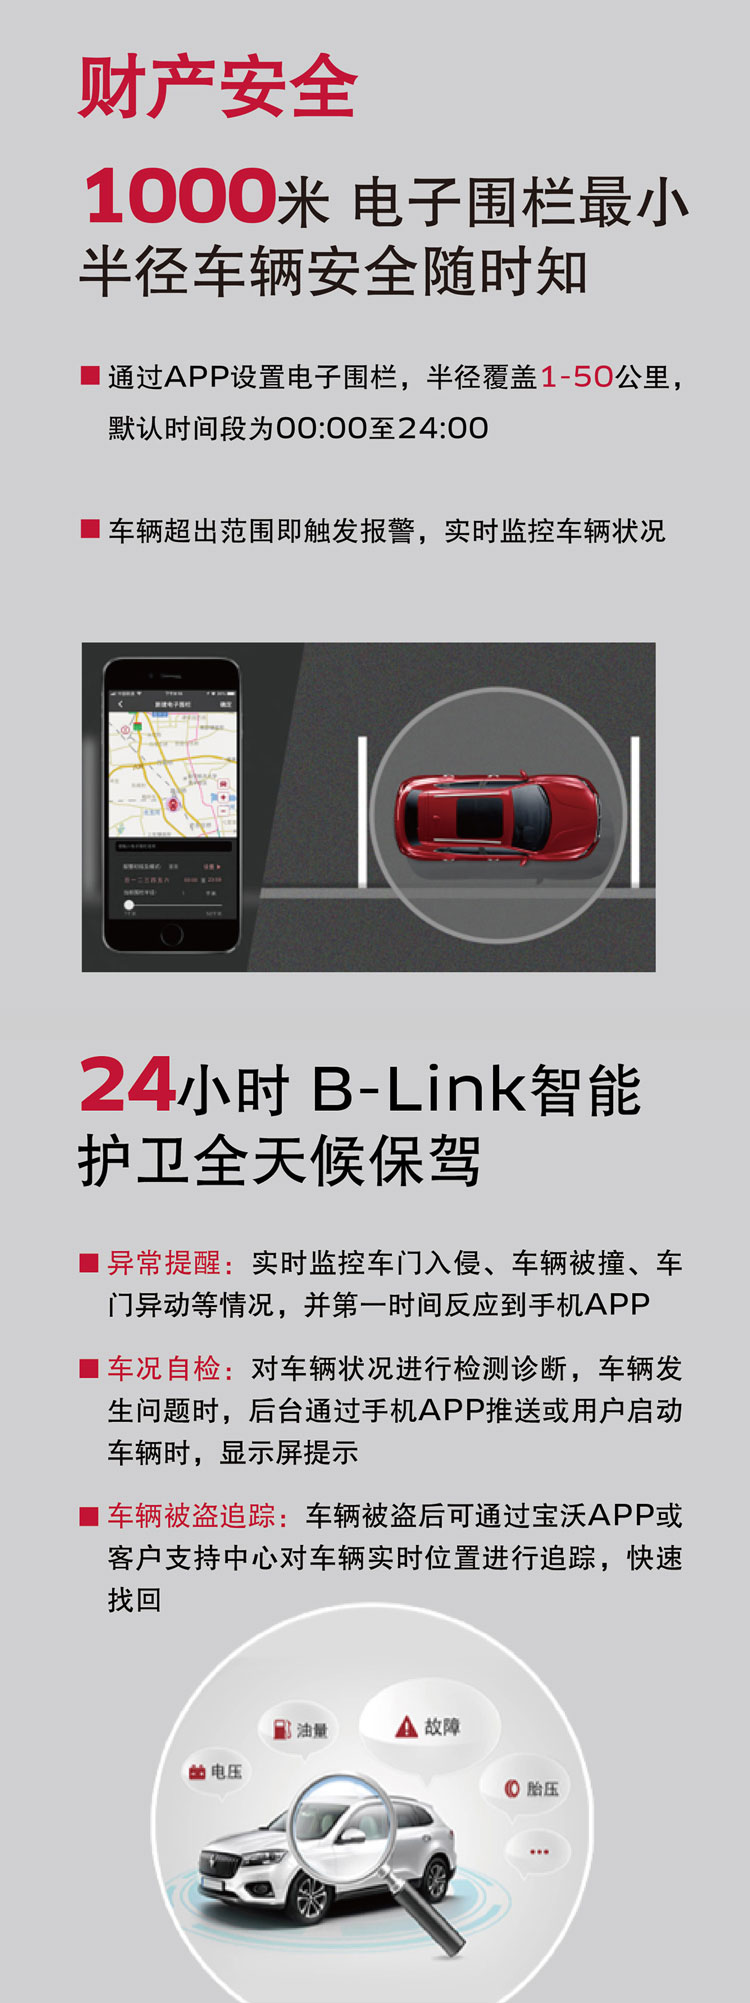 财产安全
1000米 电子围栏最小
半径车辆安全随时知
通过APP设置电子围栏，半径覆盖1-50公里，
默认时间段为00:00至24:00
车辆超出范围即触发报警，实时监控车辆状况
新建电子围栏
确定
24小时 B-Link智能
护卫全天候保驾
异常提醒：实时监控车门入侵、车辆被撞、车
门异动等情况，并第一时间反应到手机APP
车况自检：对车辆状况进行检测诊断，车辆发
生问题时，后台通过手机APP推送或用户启动
车辆时，显示屏提示
车辆被盗追踪：车辆被盗后可通过宝沃APP或
客户支持中心对车辆实时位置进行追踪，快速
找回
故障
油量
电压
胎压